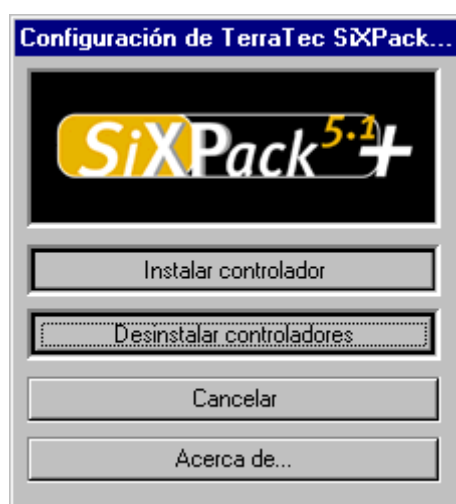 Configuración de TerraTec SiXPack...
SiXPack 5.1+
Instalar controlador
Desinstalar controladores
Cancelar
Acerca de...